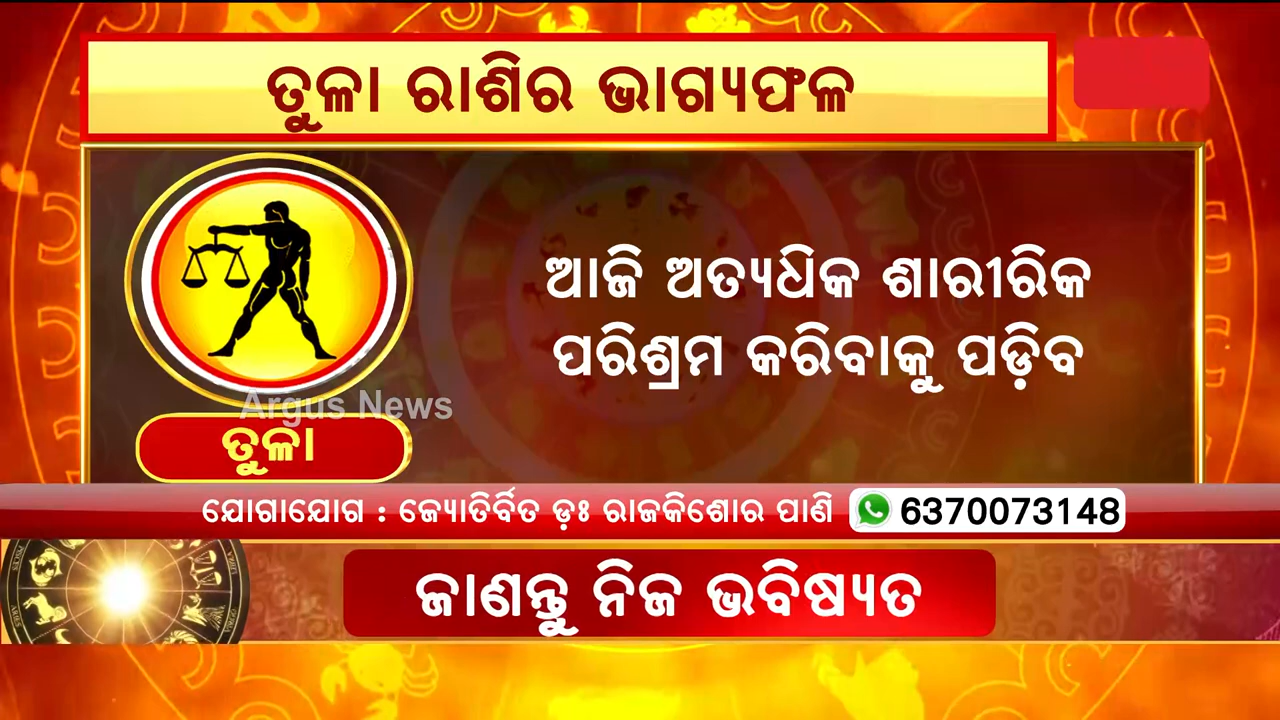 ତୁଳା ରାଶିର ଭାଗ୍ୟଫଳ
ଆଜି ଅତ୍ୟଧିକ ଶାରୀରିକ
ପରିଶ୍ରମ କରିବାକୁ ପଡ଼ିବ
Argus News
ତୁଳା
ଯୋଗାଯୋଗ : ଜ୍ୟୋତିର୍ବିତ ଡ଼ଃ ରାଜକିଶୋର ପାଣି 6370073148
ଜାଣନ୍ତୁ ନିଜ ଭବିଷ୍ୟତ